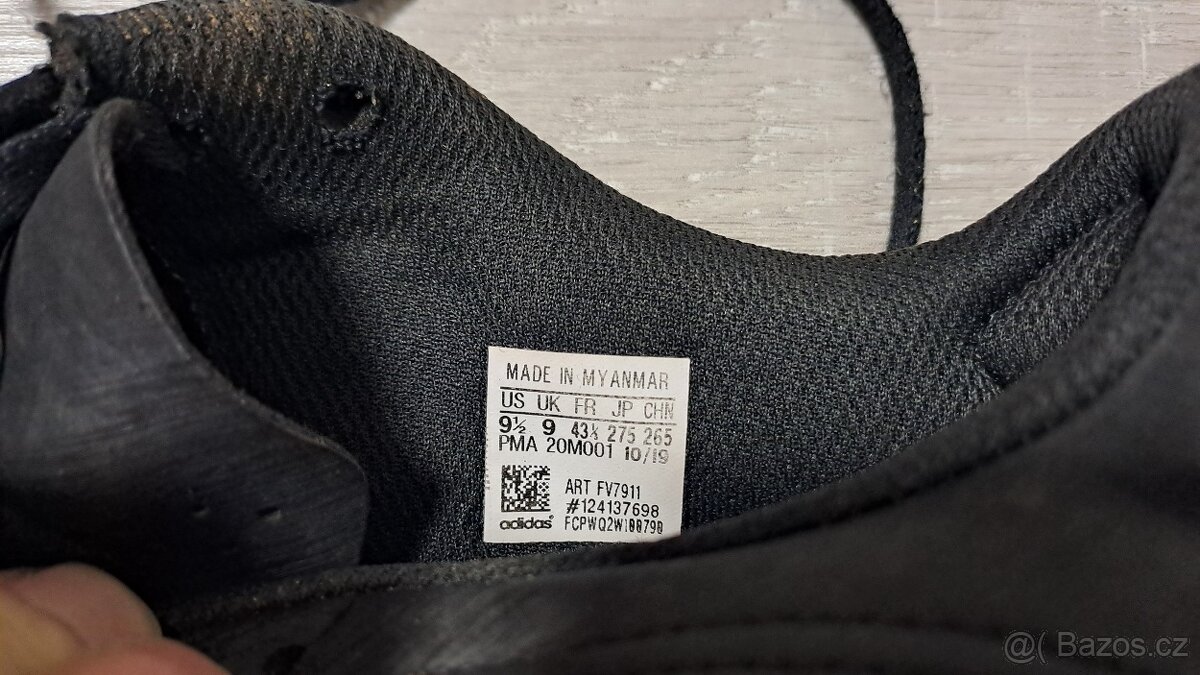 MADE IN MYANMAR
US UK FR JP CHN
9½ 9 43⅓ 275 265
PMA 20M001 10/19
ART FV7911
#124137698
adidas
@( Bazos.cz